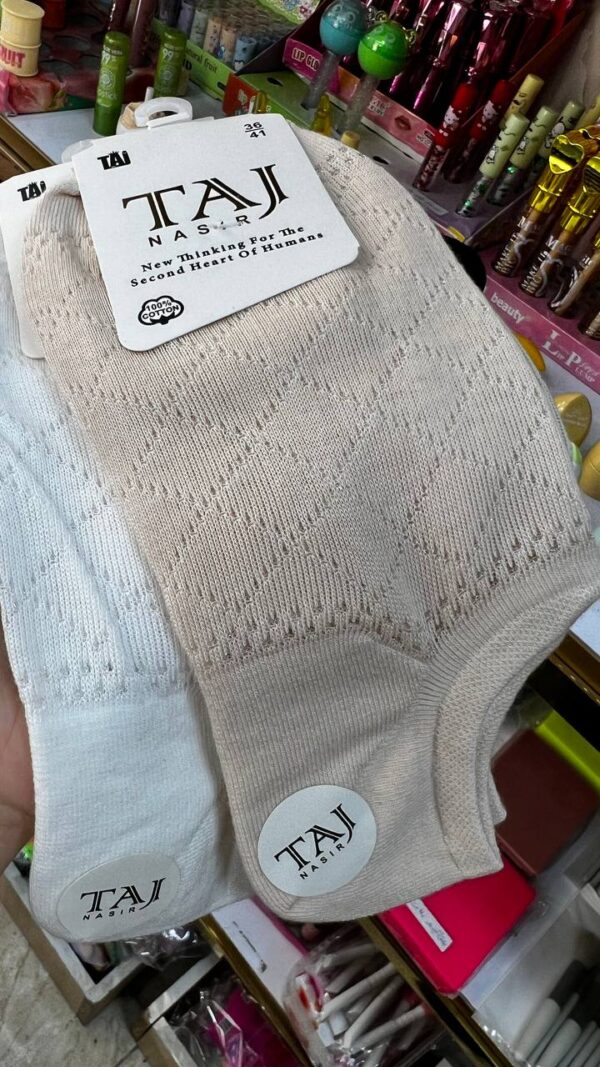 TAJ
36
41
TAJ
TAJ
NASIR
New Thinking For The
Second Heart Of Humans
100%
COTTON
TAJ
NASIR
TAJ
NASIR
beauty